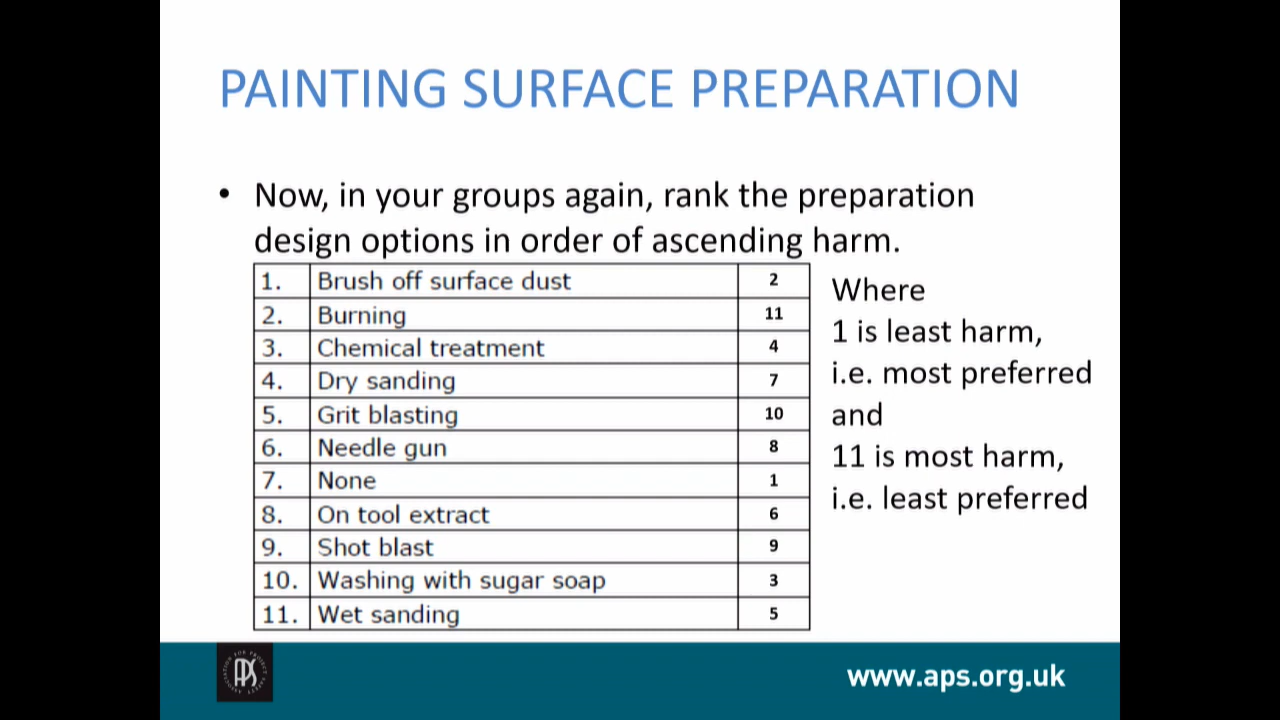 PAINTING SURFACE PREPARATION
• Now, in your groups again, rank the preparation
design options in order of ascending harm.
1. Brush off surface dust 2
2. Burning 11
3. Chemical treatment 4
4. Dry sanding 7
5. Grit blasting 10
6. Needle gun 8
7. None 1
8. On tool extract 6
9. Shot blast 9
10. Washing with sugar soap 3
11. Wet sanding 5
Where
1 is least harm,
i.e. most preferred
and
11 is most harm,
i.e. least preferred
APS
www.aps.org.uk